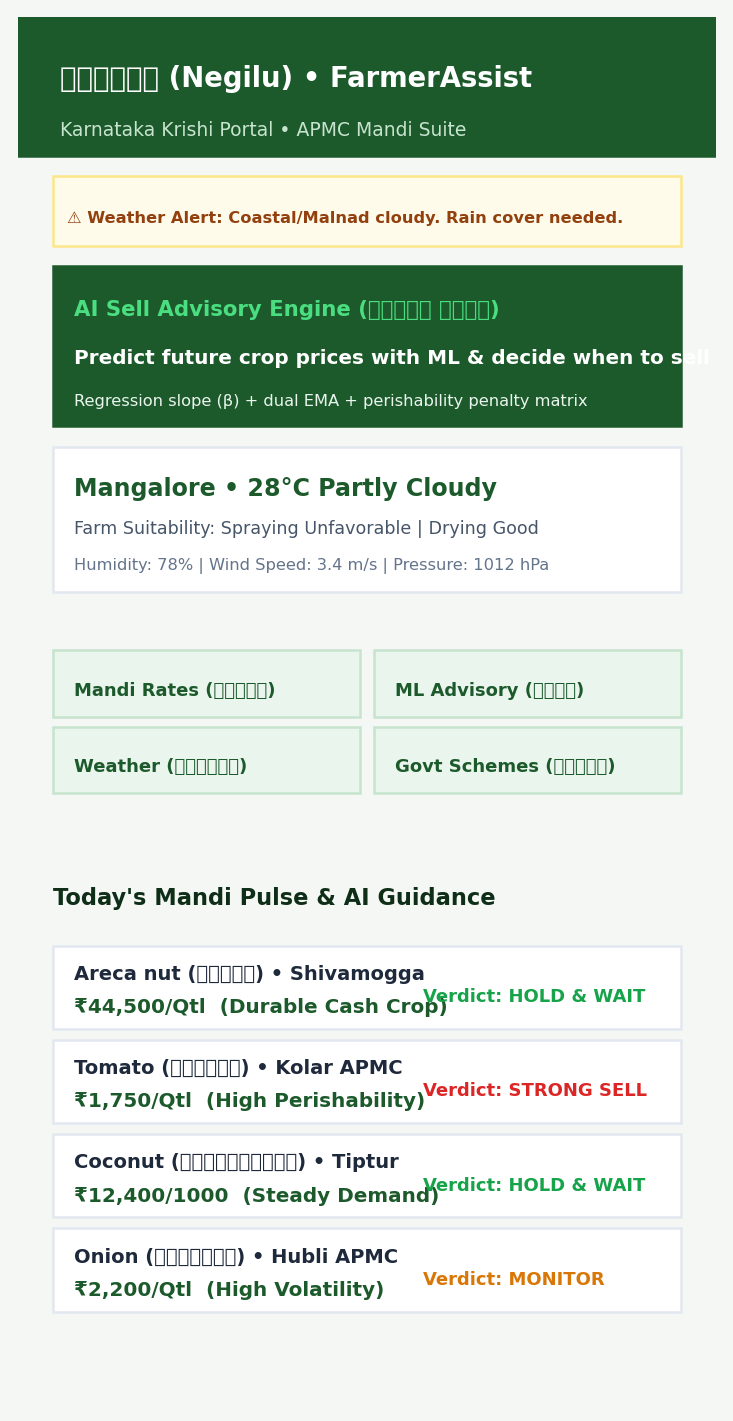 (Negilu) • FarmerAssist
Karnataka Krishi Portal • APMC Mandi Suite
⚠ Weather Alert: Coastal/Malnad cloudy. Rain cover needed.
AI Sell Advisory Engine ( )
Predict future crop prices with ML & decide when to sell
Regression slope (β) + dual EMA + perishability penalty matrix
Mangalore • 28°C Partly Cloudy
Farm Suitability: Spraying Unfavorable | Drying Good
Humidity: 78% | Wind Speed: 3.4 m/s | Pressure: 1012 hPa
Mandi Rates ( )
ML Advisory ( )
Weather ( )
Govt Schemes ( )
Today's Mandi Pulse & AI Guidance
Areca nut ( ) • Shivamogga
₹44,500/Qtl (Durable Cash Crop)
Verdict: HOLD & WAIT
Tomato ( ) • Kolar APMC
₹1,750/Qtl (High Perishability)
Verdict: STRONG SELL
Coconut ( ) • Tiptur
₹12,400/1000 (Steady Demand)
Verdict: HOLD & WAIT
Onion ( ) • Hubli APMC
₹2,200/Qtl (High Volatility)
Verdict: MONITOR